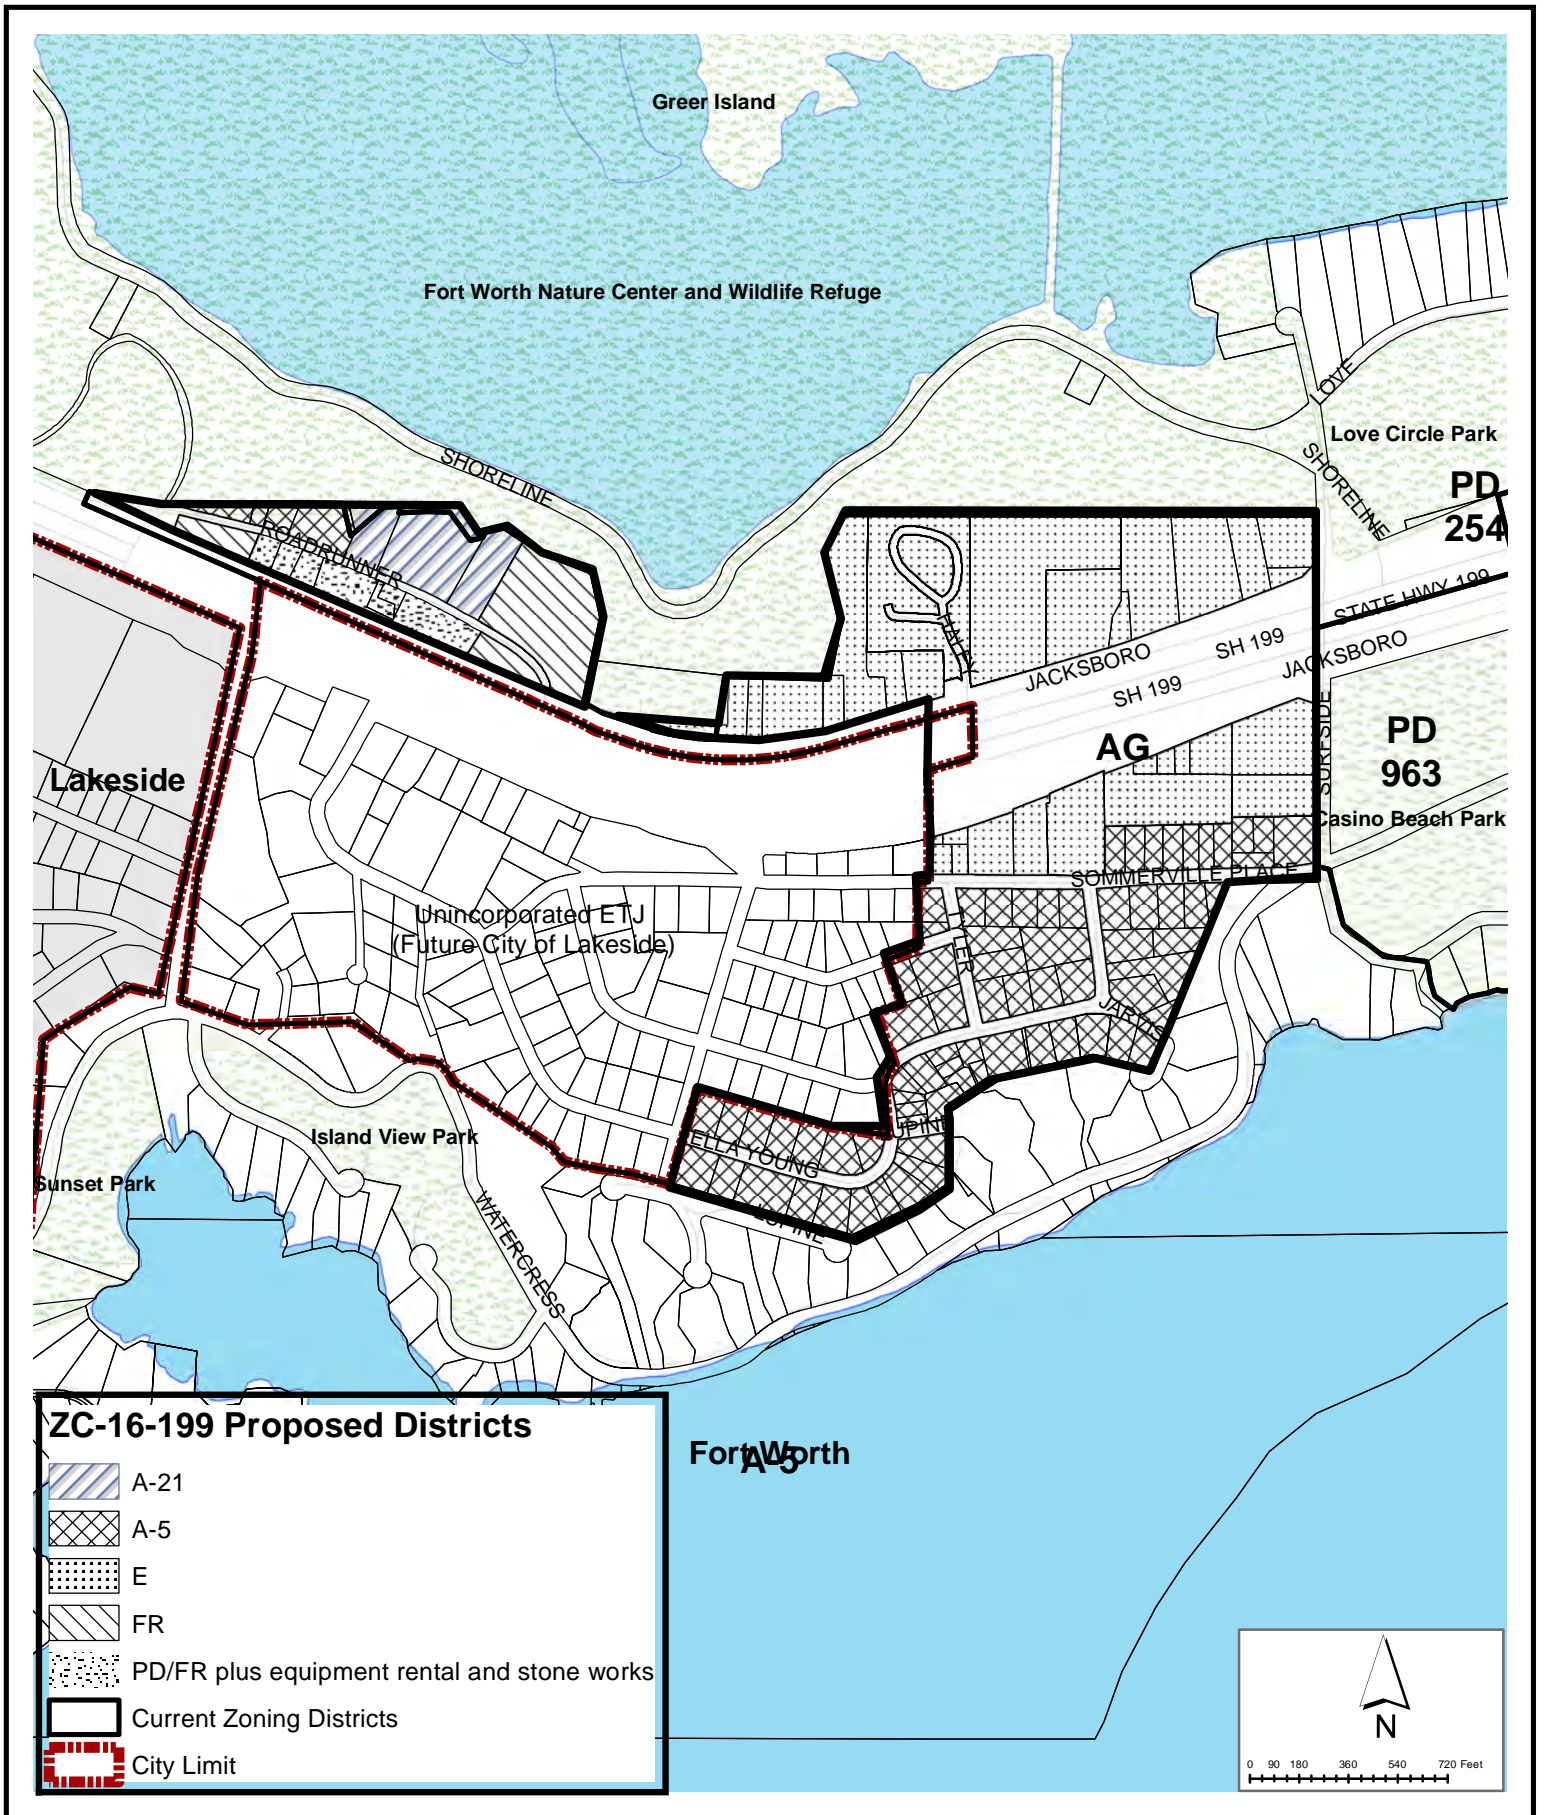 Greer Island
Fort Worth Nature Center and Wildlife Refuge
LOVE
Love Circle Park
SHORELINE
SHORELINE
PD
254
ROADRUNNER
STATE HWY 199
HALEY
JACKSBORO
SH 199
JACKSBORO
SH 199
SURFSIDE
AG
PD
963
Lakeside
Casino Beach Park
SOMMERVILLE PLACE
Unincorporated ETJ
(Future City of Lakeside)
TYLER
JARVIS
Island View Park
LUPINE
ELLA YOUNG
Sunset Park
LUPINE
WATERCRESS
ZC-16-199 Proposed Districts
A-21
A-5
E
FR
PD/FR plus equipment rental and stone works
Current Zoning Districts
City Limit
Fort Worth
A-5
N
0 90 180 360 540 720 Feet